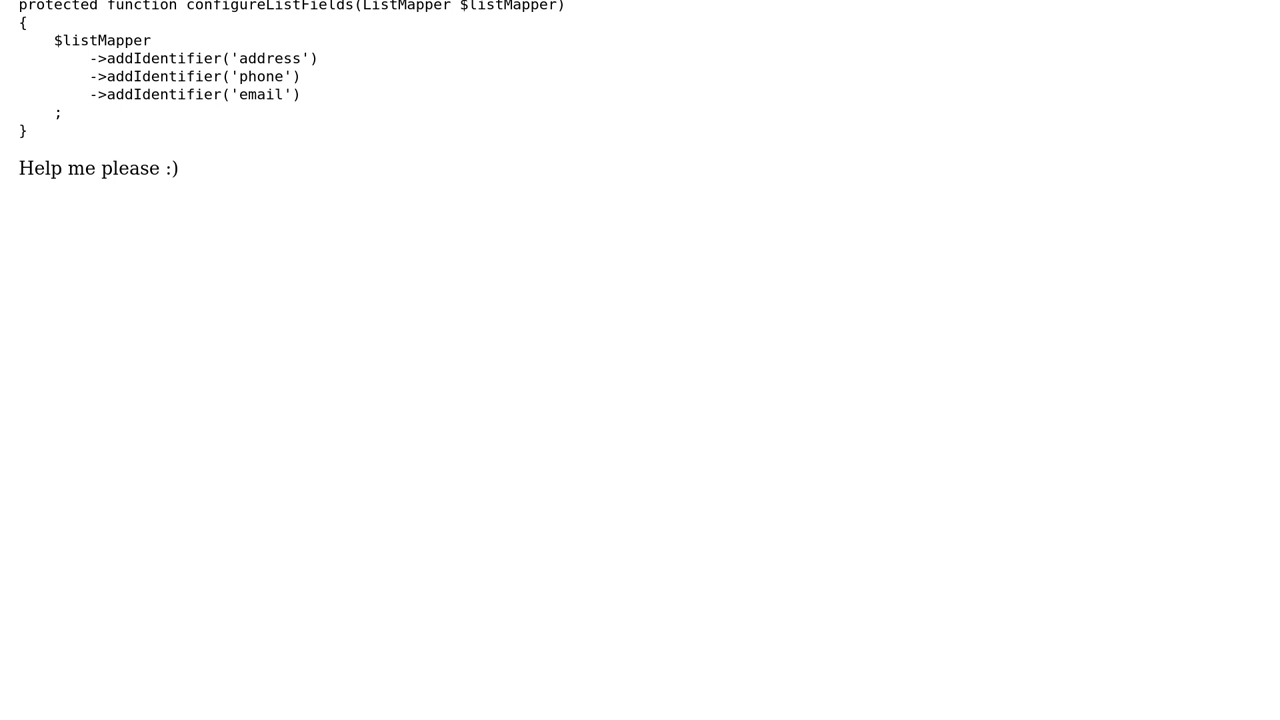 protected function configureListFields(ListMapper $listMapper)
{
    $listMapper
        ->addIdentifier('address')
        ->addIdentifier('phone')
        ->addIdentifier('email')
    ;
}
Help me please :)